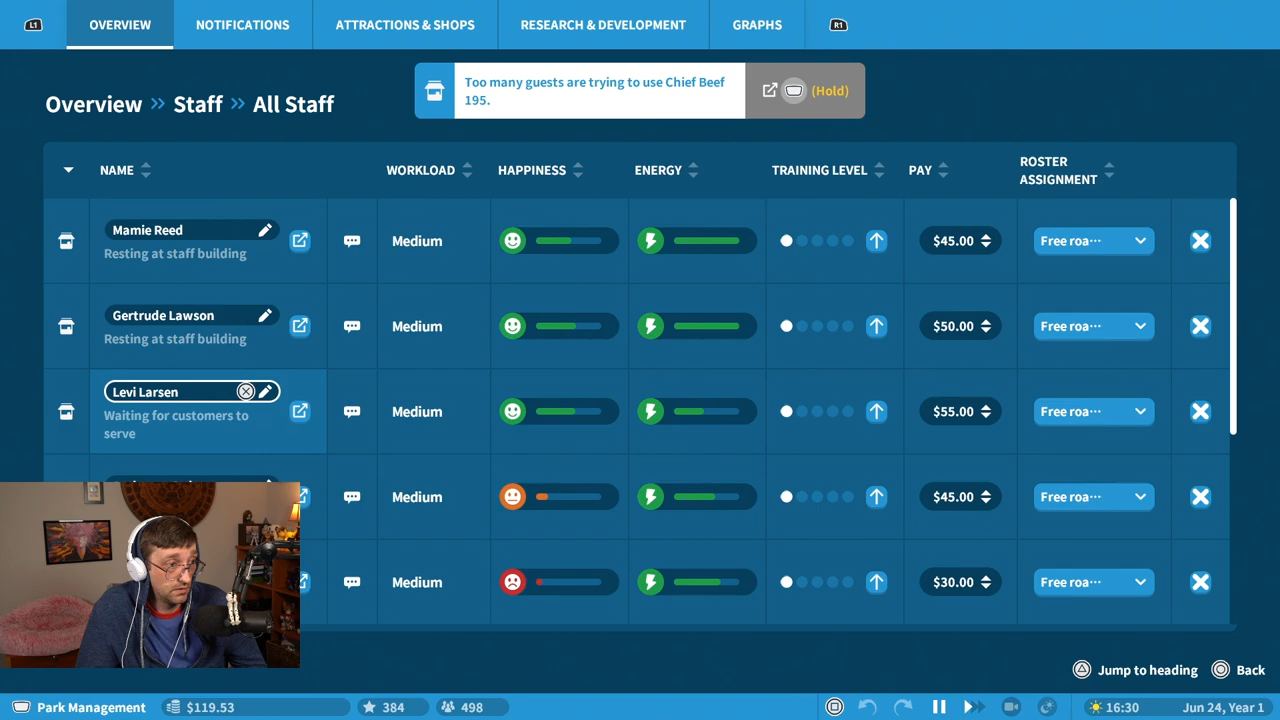 L1
OVERVIEW
NOTIFICATIONS
ATTRACTIONS & SHOPS
RESEARCH & DEVELOPMENT
GRAPHS
R1
Too many guests are trying to use Chief Beef
195.
(Hold)
Overview » Staff » All Staff
NAME
WORKLOAD
HAPPINESS
ENERGY
TRAINING LEVEL
PAY
ROSTER
ASSIGNMENT
Mamie Reed
Resting at staff building
Medium
$45.00
Free roa···
Gertrude Lawson
Resting at staff building
Medium
$50.00
Free roa···
Levi Larsen
Waiting for customers to
serve
Medium
$55.00
Free roa···
Medium
$45.00
Free roa···
Medium
$30.00
Free roa···
Jump to heading
Back
Park Management
$119.53
384
498
16:30
Jun 24, Year 1